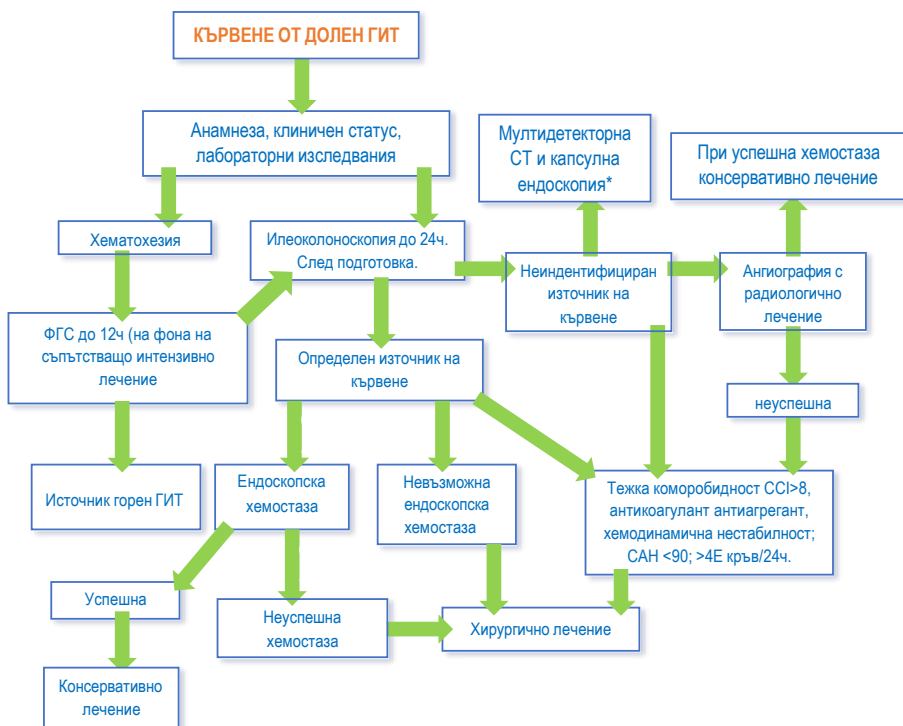 КЪРВЕНЕ ОТ ДОЛЕН ГИТ
Анамнеза, клиничен статус,
лабораторни изследвания
Мултидетекторна
СТ и капсулна
ендоскопия*
При успешна хемостаза
консервативно лечение
Хематохезия
Илеоколоноскопия до 24ч.
След подготовка.
Неиндентифициран
източник на
кървене
Ангиография с
радиологично
лечение
ФГС до 12ч (на фона на
съпътстващо интензивно
лечение
Определен източник на
кървене
неуспешна
Източник горен ГИТ
Ендоскопска
хемостаза
Невъзможна
ендоскопска
хемостаза
Тежка коморобидност CCI>8,
антикоагулант антиагрегант,
хемодинамична нестабилност;
САН <90; >4Е кръв/24ч.
Успешна
Неуспешна
хемостаза
Хирургично лечение
Консервативно
лечение